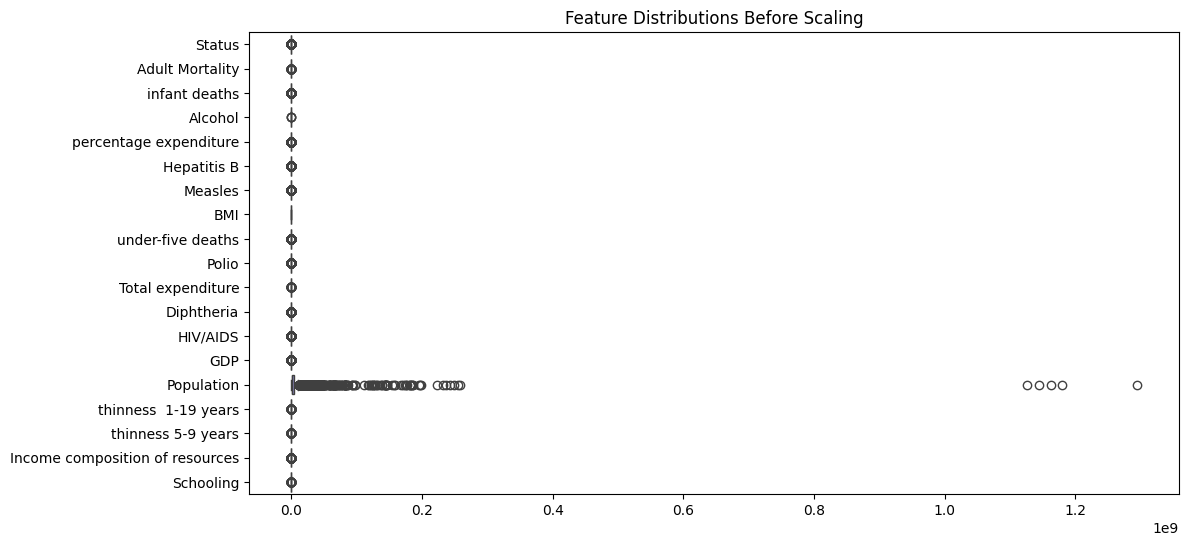 Feature Distributions Before Scaling
Status
Adult Mortality
infant deaths
Alcohol
percentage expenditure
Hepatitis B
Measles
BMI
under-five deaths
Polio
Total expenditure
Diphtheria
HIV/AIDS
GDP
Population
thinness  1-19 years
thinness 5-9 years
Income composition of resources
Schooling
0.0 0.2 0.4 0.6 0.8 1.0 1.2
1e9